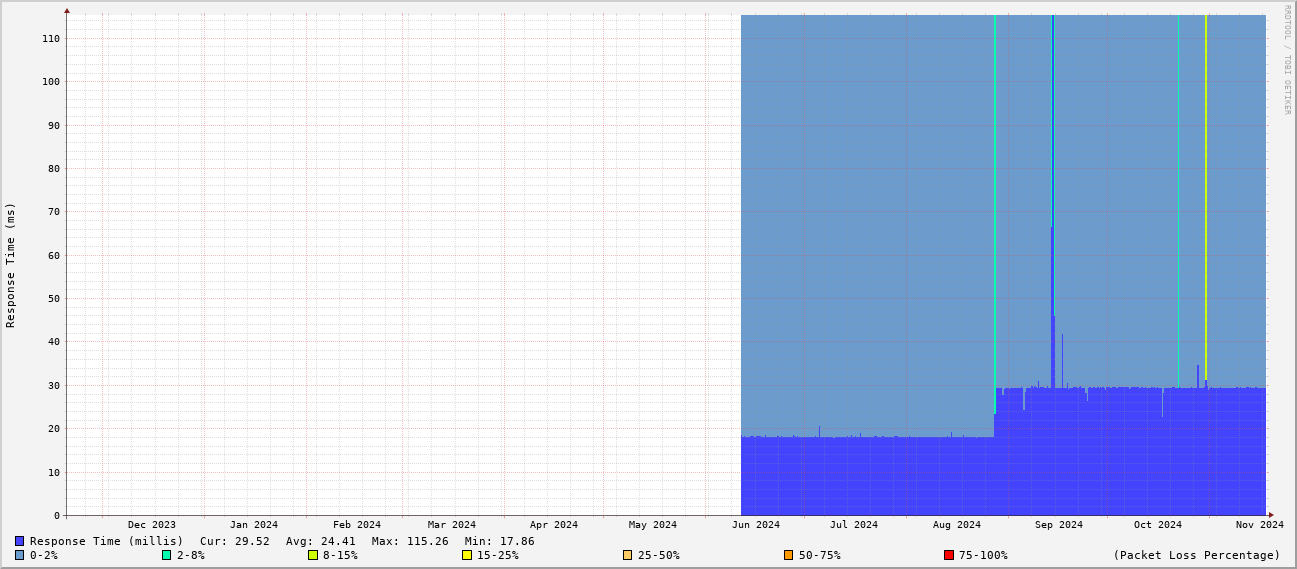 RRDTOOL / TOBI OETIKER
Response Time (ms)
110
100
90
80
70
60
50
40
30
20
10
0
Dec 2023 Jan 2024 Feb 2024 Mar 2024 Apr 2024 May 2024 Jun 2024 Jul 2024 Aug 2024 Sep 2024 Oct 2024 Nov 2024
Response Time (millis) Cur: 29.52 Avg: 24.41 Max: 115.26 Min: 17.86
0-2% 2-8% 8-15% 15-25% 25-50% 50-75% 75-100% (Packet Loss Percentage)